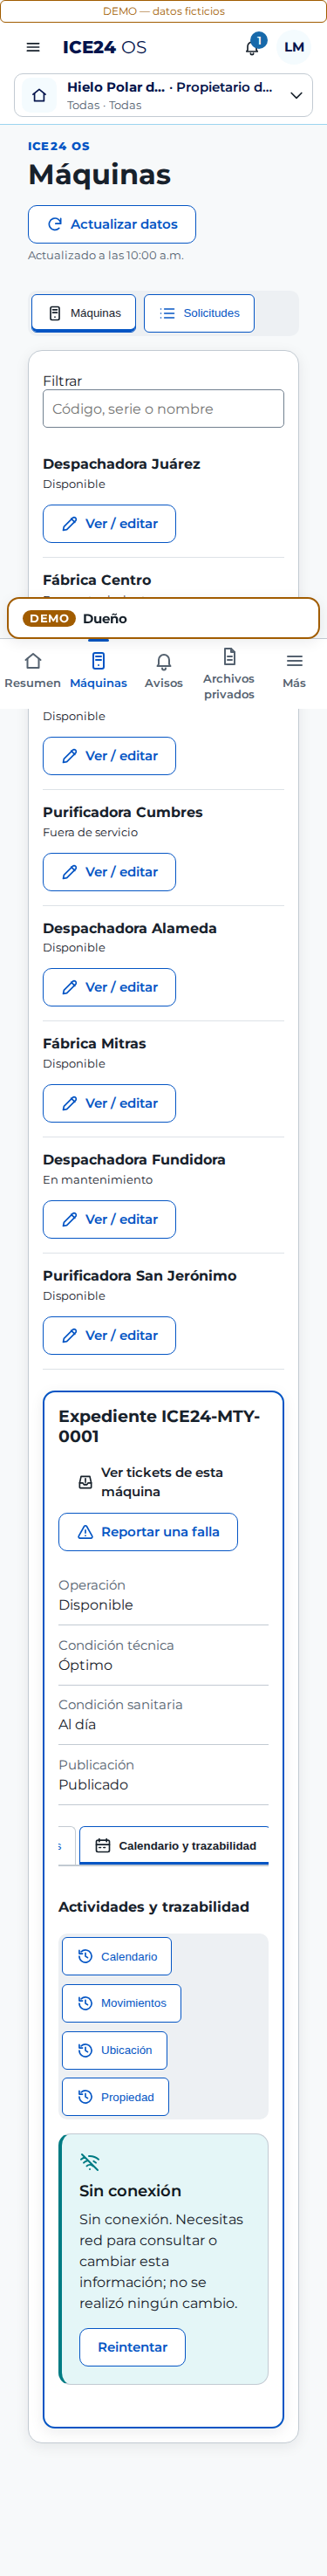 DEMO — datos ficticios
ICE24 OS
1
LM
Hielo Polar d... · Propietario d...
Todas · Todas
ICE24 OS
Máquinas
Actualizar datos
Actualizado a las 10:00 a.m.
Máquinas
Solicitudes
Filtrar
Código, serie o nombre
Despachadora Juárez
Disponible
Ver / editar
Fábrica Centro
DEMO Dueño
Resumen
Máquinas
Avisos
Archivos privados
Más
Disponible
Ver / editar
Purificadora Cumbres
Fuera de servicio
Ver / editar
Despachadora Alameda
Disponible
Ver / editar
Fábrica Mitras
Disponible
Ver / editar
Despachadora Fundidora
En mantenimiento
Ver / editar
Purificadora San Jerónimo
Disponible
Ver / editar
Expediente ICE24-MTY-
0001
Ver tickets de esta
máquina
Reportar una falla
Operación
Disponible
Condición técnica
Óptimo
Condición sanitaria
Al día
Publicación
Publicado
s
Calendario y trazabilidad
Actividades y trazabilidad
Calendario
Movimientos
Ubicación
Propiedad
Sin conexión
Sin conexión. Necesitas
red para consultar o
cambiar esta
información; no se
realizó ningún cambio.
Reintentar